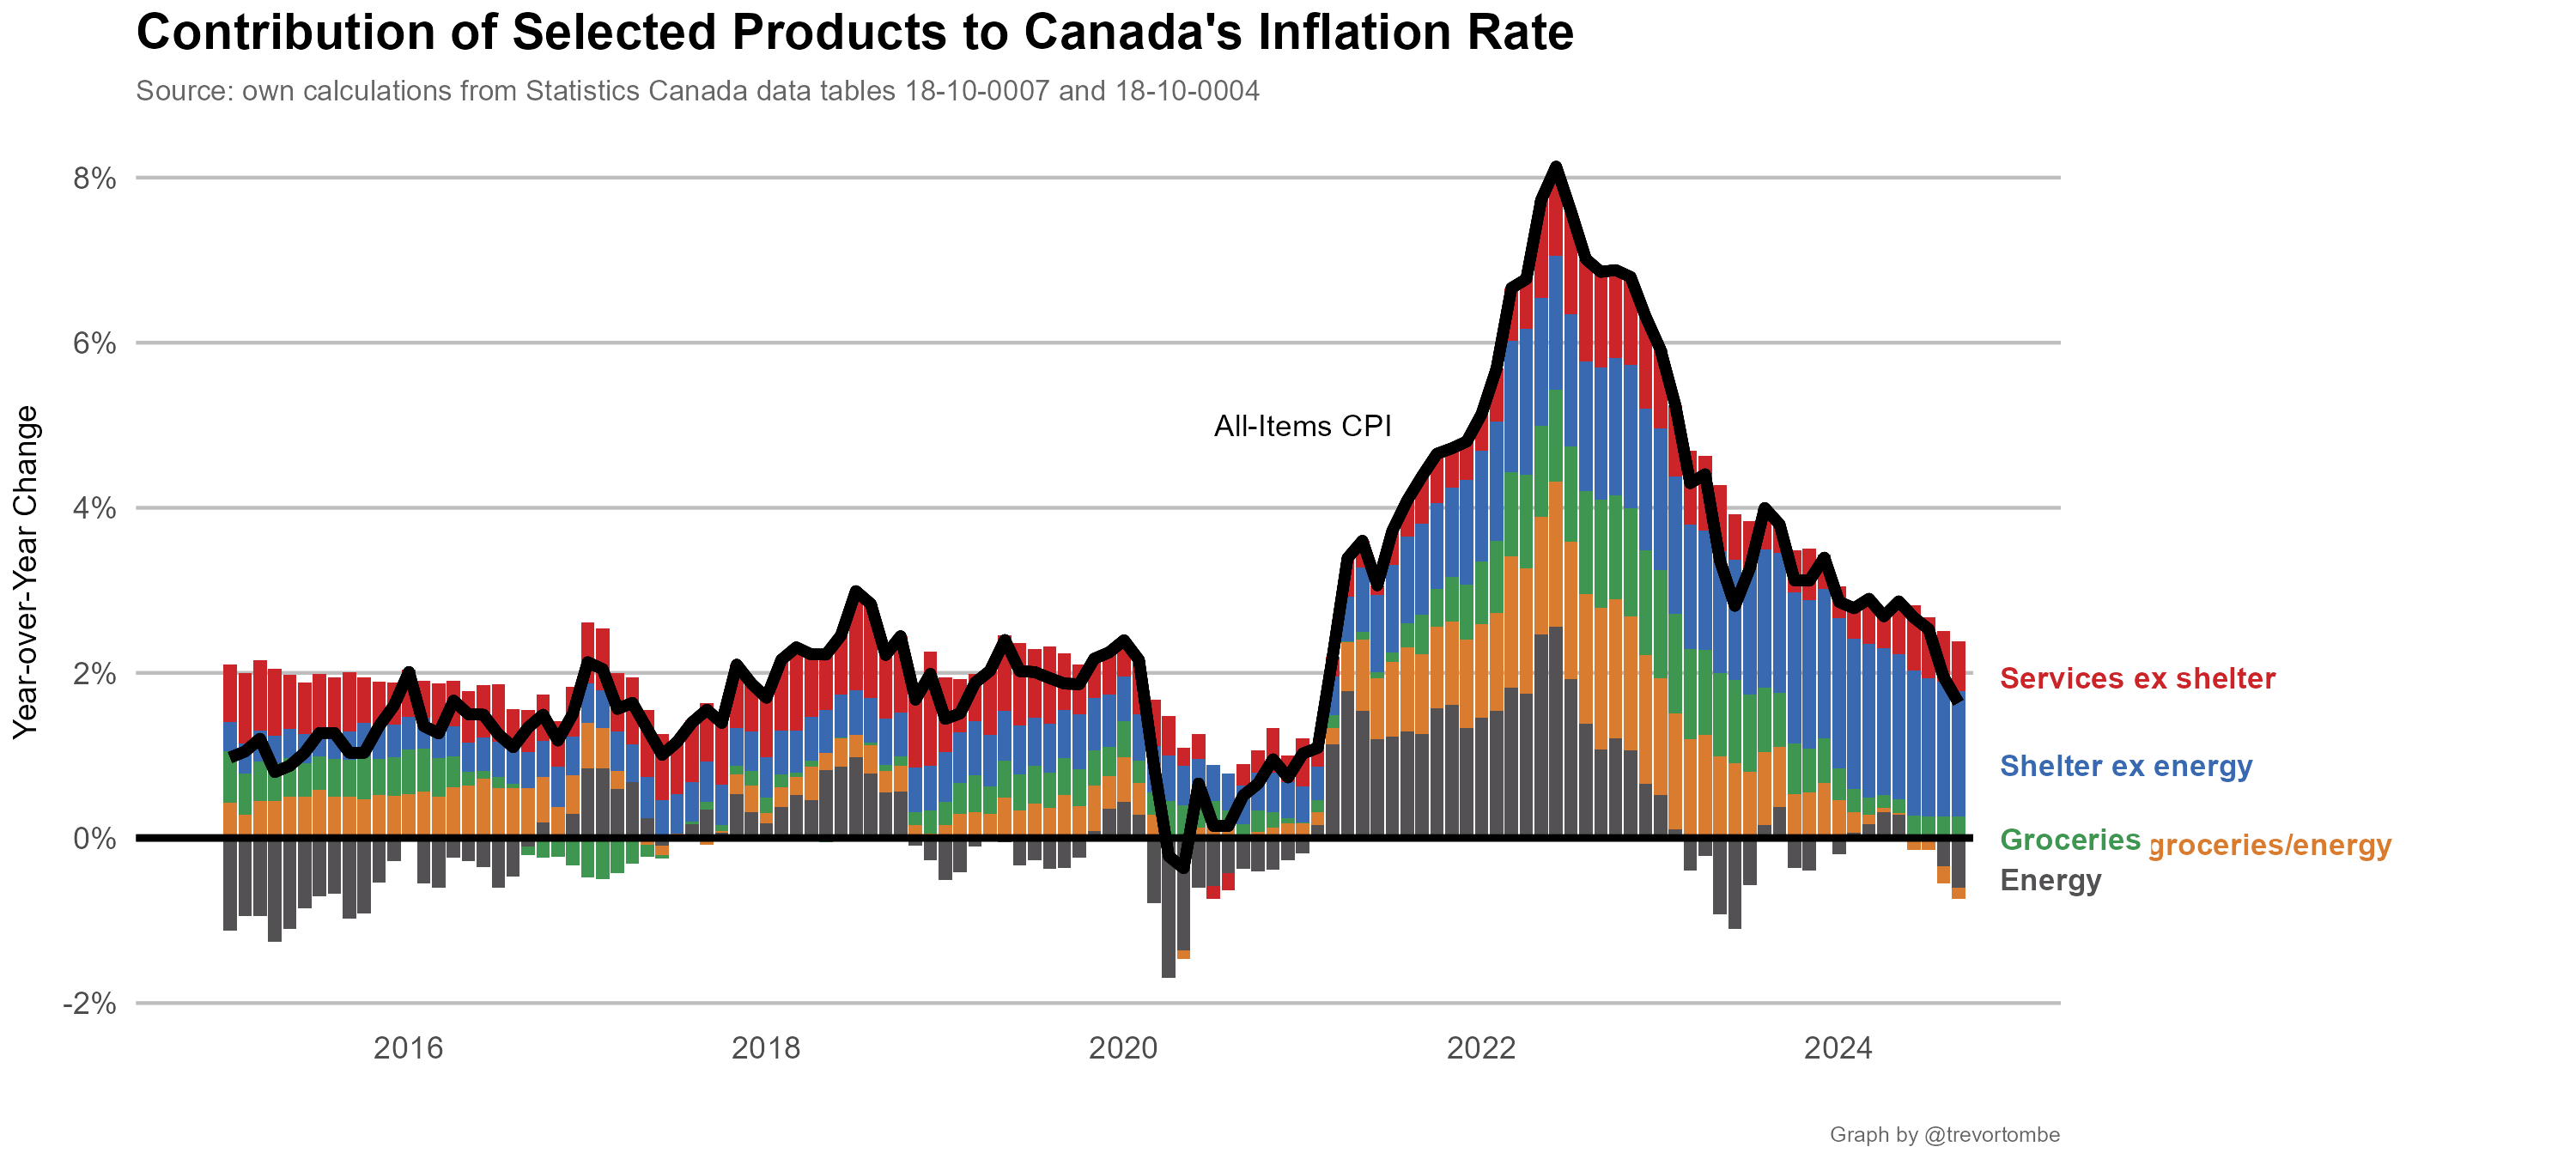 Contribution of Selected Products to Canada's Inflation Rate
Source: own calculations from Statistics Canada data tables 18-10-0007 and 18-10-0004
Year-over-Year Change
8%
6%
4%
2%
0%
-2%
All-Items CPI
Services ex shelter
Shelter ex energy
Groceries
groceries/energy
Energy
2016
2018
2020
2022
2024
Graph by @trevortombe